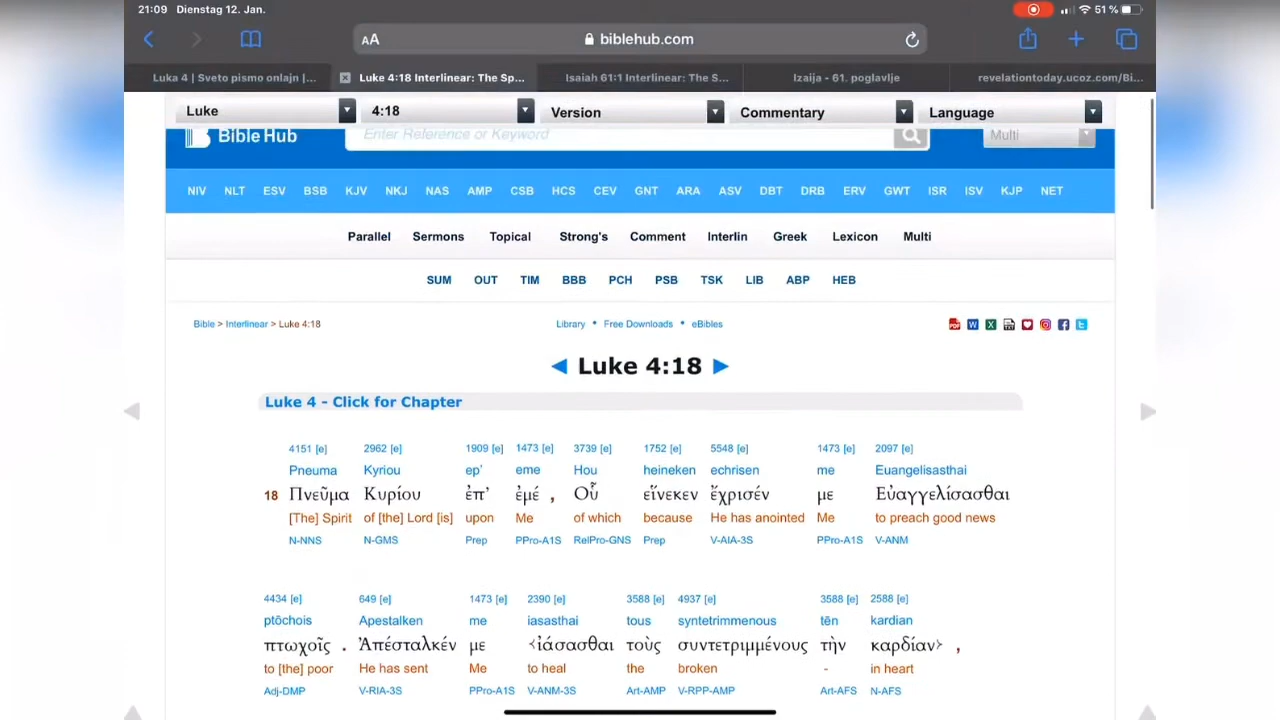 21:09 Dienstag 12. Jan.
51 %
AA biblehub.com
Luka 4 | Sveto pismo onlajn |... Luke 4:18 Interlinear: The Sp... Isaiah 61:1 Interlinear: The S... Izaija - 61. poglavlje revelationtoday.ucoz.com/Bi...
Luke 4:18 Version Commentary Language
Bible Hub Enter Reference or Keyword Multi
NIV NLT ESV BSB KJV NKJ NAS AMP CSB HCS CEV GNT ARA ASV DBT DRB ERV GWT ISR ISV KJP NET
Parallel Sermons Topical Strong's Comment Interlin Greek Lexicon Multi
SUM OUT TIM BBB PCH PSB TSK LIB ABP HEB
Bible > Interlinear > Luke 4:18 Library • Free Downloads • eBibles
◄ Luke 4:18 ►
Luke 4 - Click for Chapter
4151 [e] 2962 [e] 1909 [e] 1473 [e] 3739 [e] 1752 [e] 5548 [e] 1473 [e] 2097 [e]
Pneuma Kyriou ep' eme Hou heineken echrisen me Euangelisasthai
18 Πνεῦμα Κυρίου ἐπ’ ἐμέ , Οὗ εἵνεκεν ἔχρισέν με Εὐαγγελίσασθαι
[The] Spirit of [the] Lord [is] upon Me of which because He has anointed Me to preach good news
N-NNS N-GMS Prep PPro-A1S RelPro-GNS Prep V-AIA-3S PPro-A1S V-ANM
4434 [e] 649 [e] 1473 [e] 2390 [e] 3588 [e] 4937 [e] 3588 [e] 2588 [e]
ptōchois Apestalken me iasasthai tous syntetrimmenous tēn kardian
πτωχοῖς . Ἀπέσταλκέν με ‹ἰάσασθαι τοὺς συντετριμμένους τὴν καρδίαν› ,
to [the] poor He has sent Me to heal the broken - in heart
Adj-DMP V-RIA-3S PPro-A1S V-ANM-3S Art-AMP V-RPP-AMP Art-AFS N-AFS